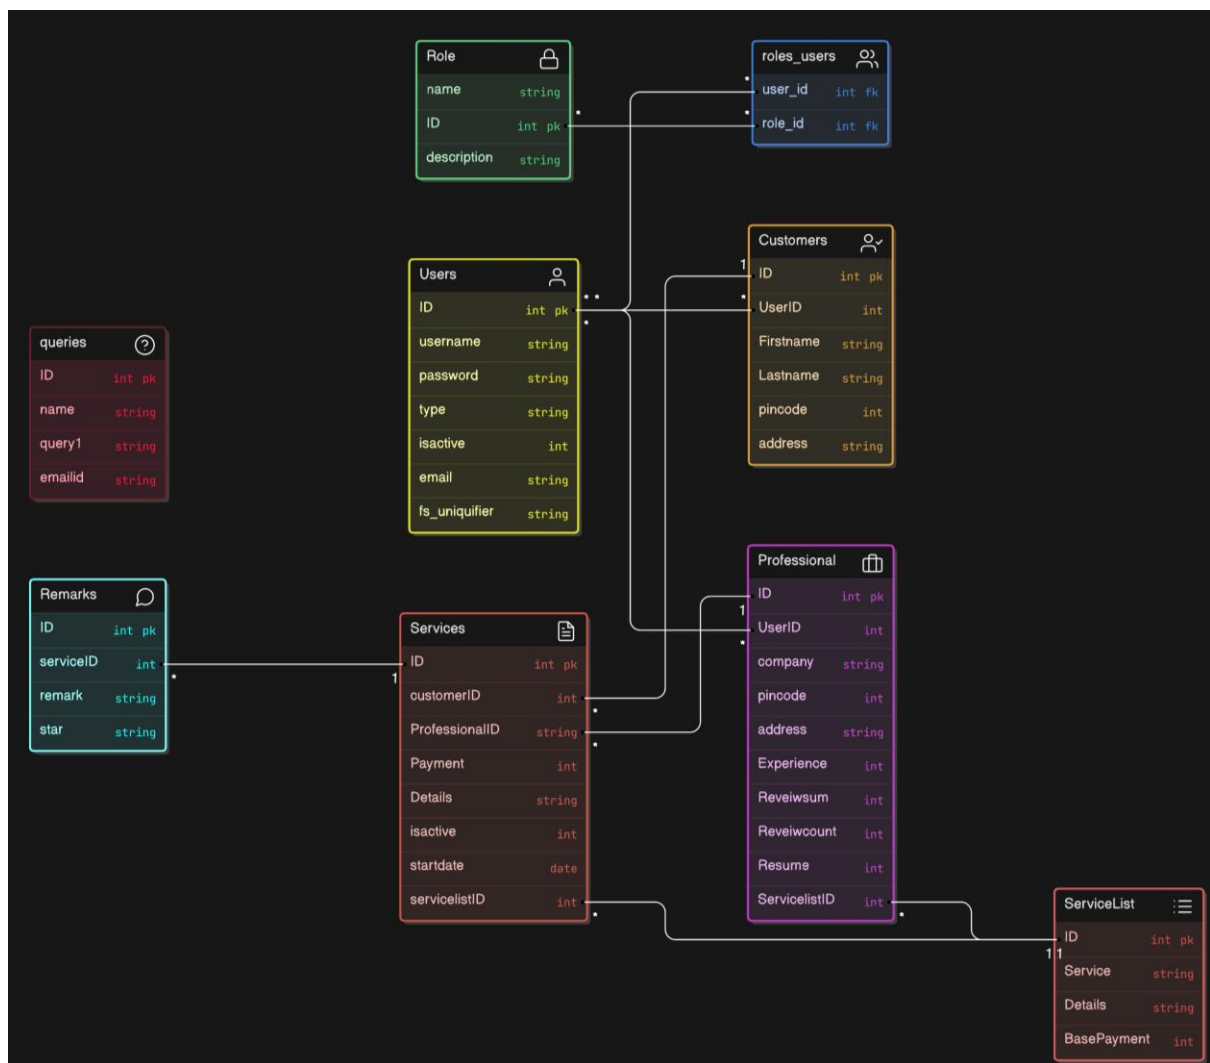 Role
name string
ID int pk
description string
roles_users
user_id int fk
role_id int fk
*
*
*
Users
ID int pk
username string
password string
type string
isactive int
email string
fs_uniquifier string
* *
*
Customers
1
ID int pk
*
UserID int
Firstname string
Lastname string
pincode int
address string
queries
ID int pk
name string
query1 string
emailid string
Remarks
ID int pk
serviceID int
*
remark string
star string
Services
ID int pk
1
customerID int
*
ProfessionalID string
*
Payment int
Details string
isactive int
startdate date
servicelistID int
*
Professional
ID int pk
1
UserID int
*
company string
pincode int
address string
Experience int
Reveiwsum int
Reveiwcount int
Resume int
ServicelistID int
*
ServiceList
ID int pk
1 1
Service string
Details string
BasePayment int